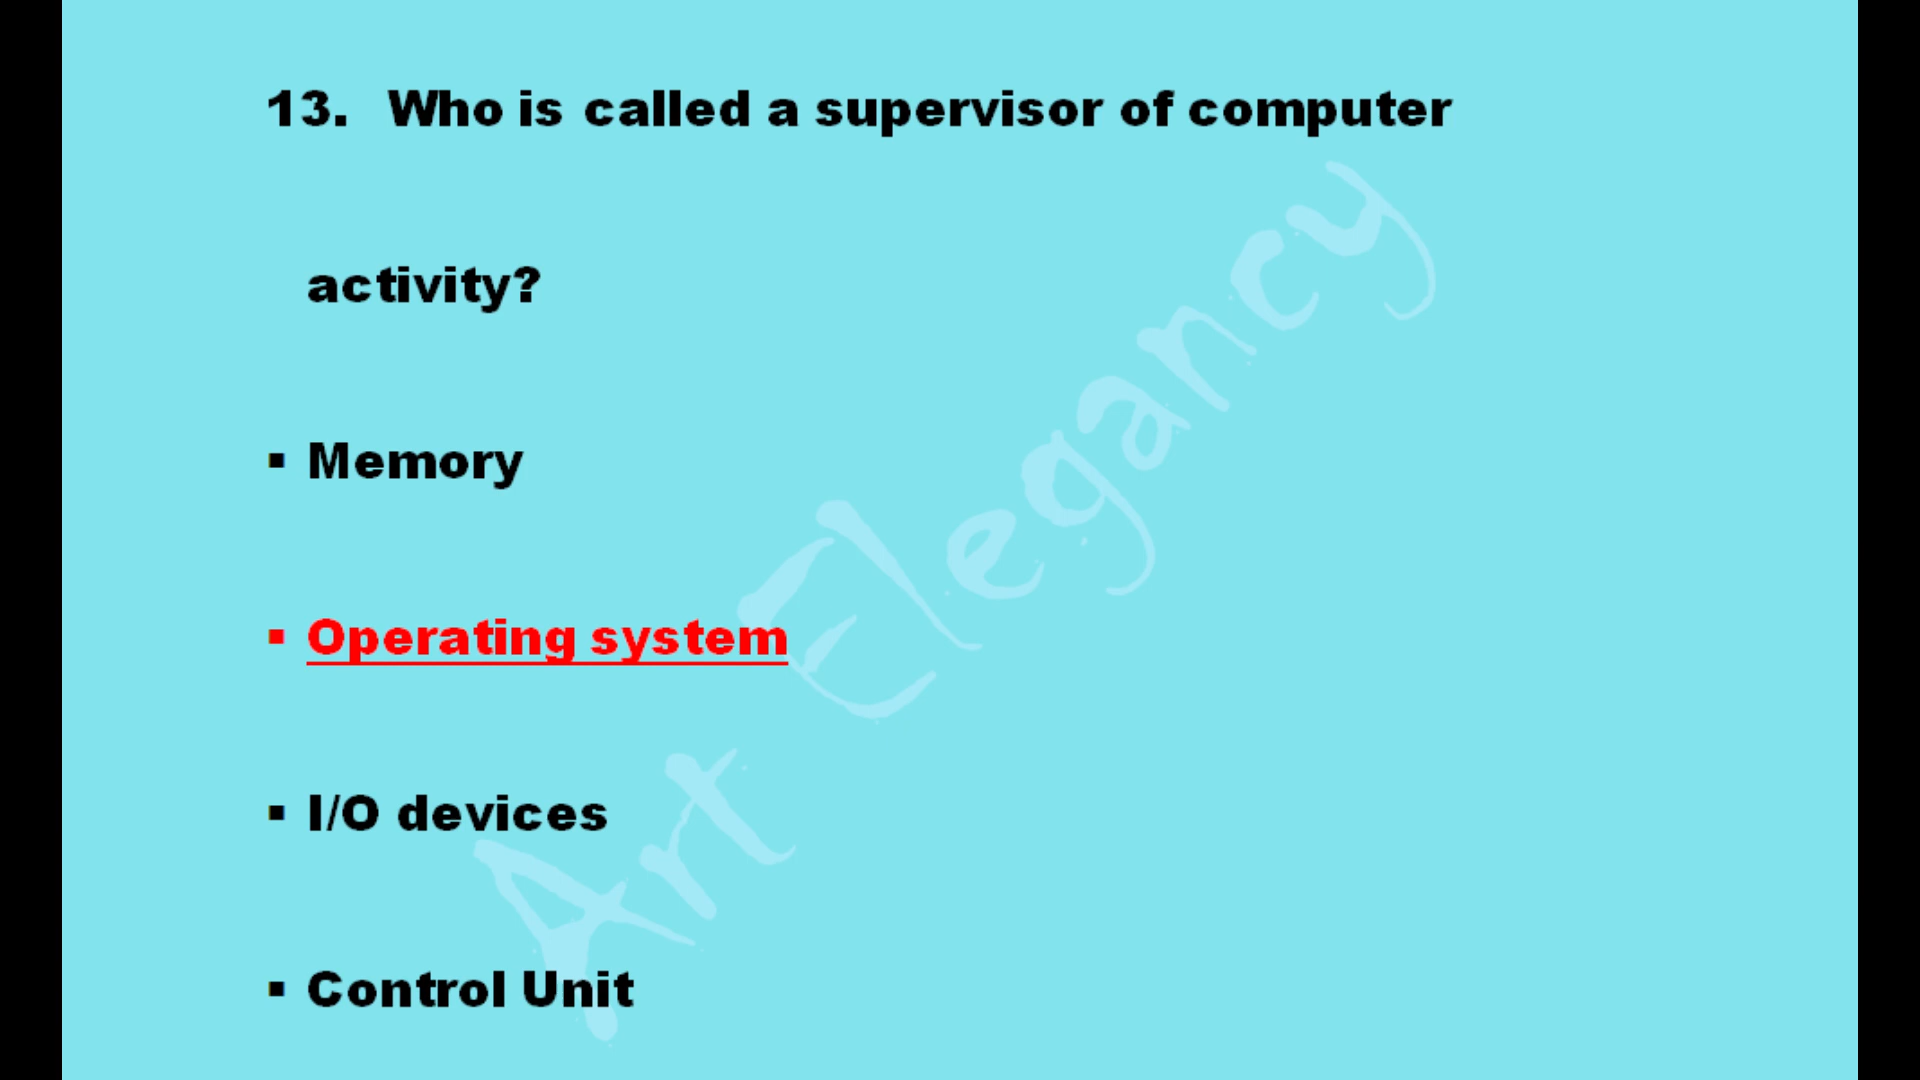 13. Who is called a supervisor of computer
activity?
▪ Memory
▪ Operating system
▪ I/O devices
▪ Control Unit
Art Elegancy